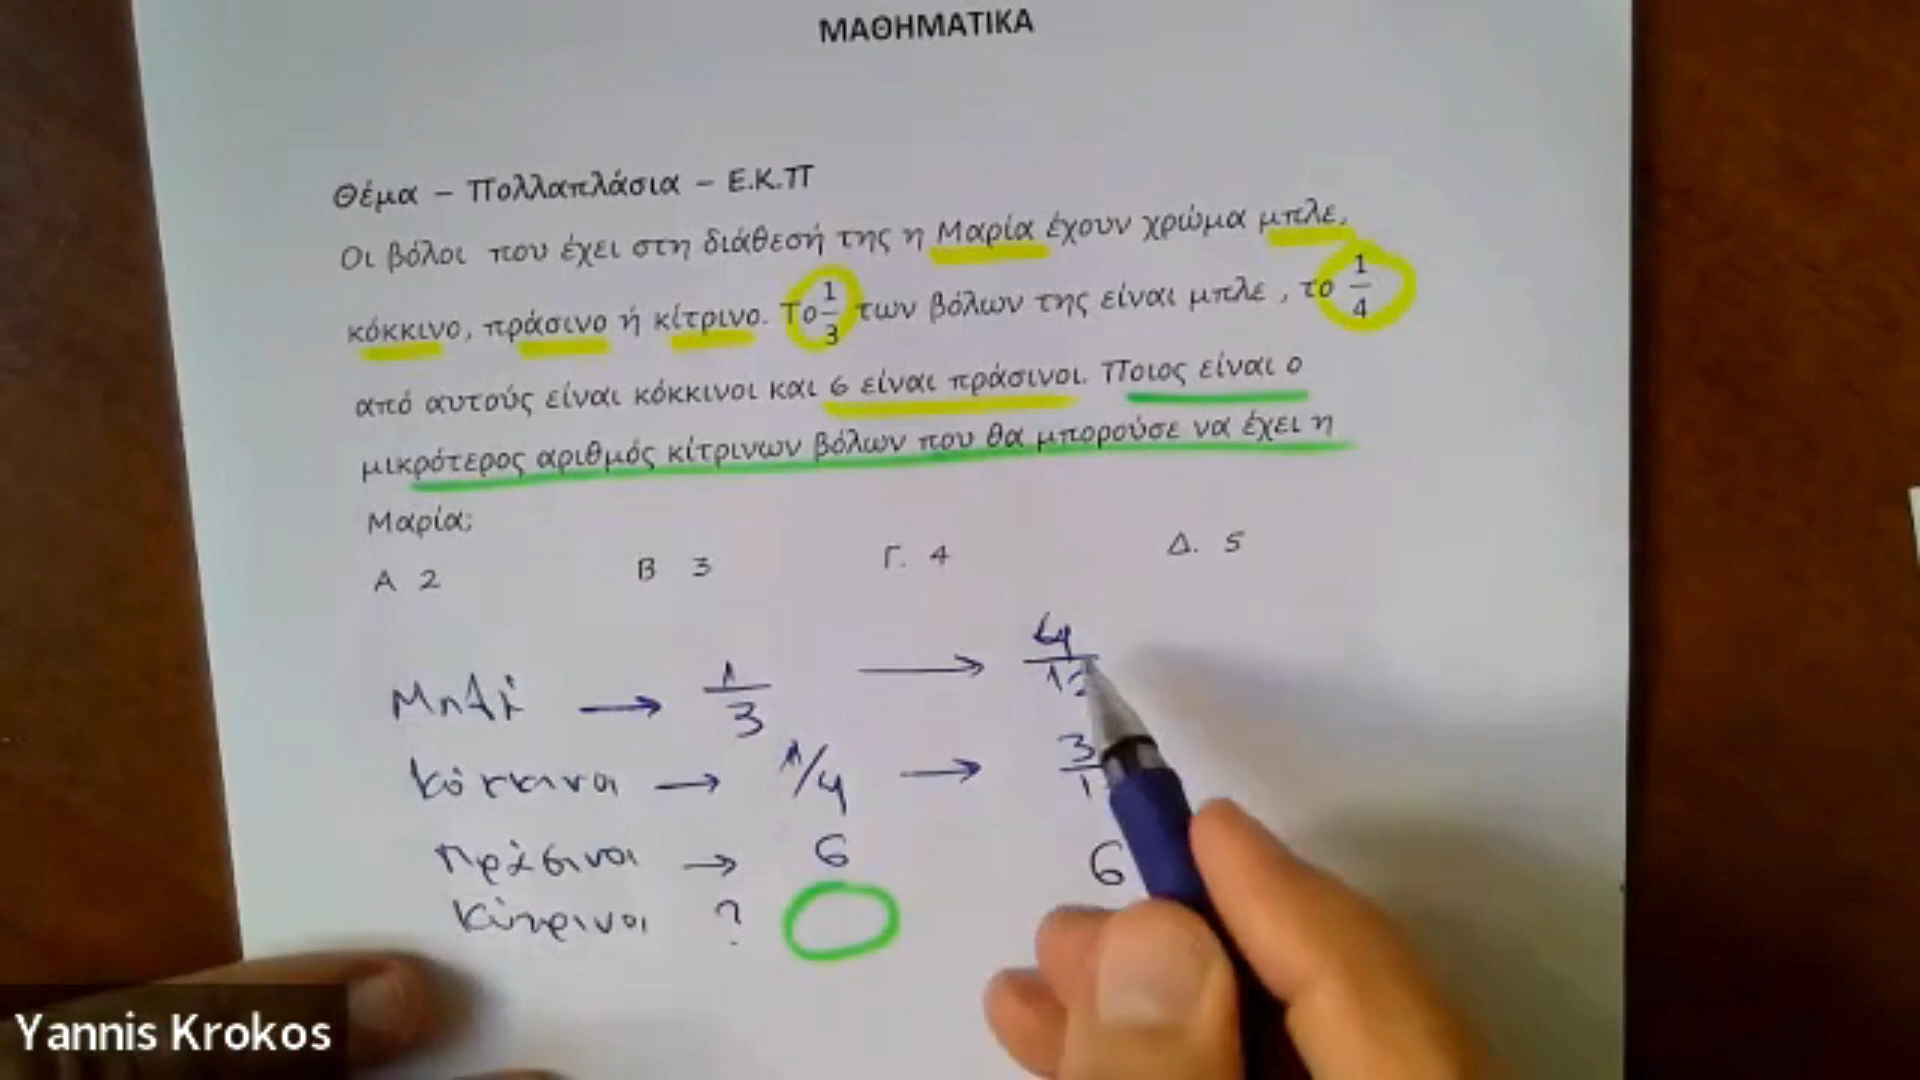 ΜΑΘΗΜΑΤΙΚΑ
Θέμα – Πολλαπλάσια – Ε.Κ.Π
Οι βόλοι που έχει στη διάθεσή της η Μαρία έχουν χρώμα μπλε,
κόκκινο, πράσινο ή κίτρινο. Το 1/3 των βόλων της είναι μπλε , το 1/4
από αυτούς είναι κόκκινοι και 6 είναι πράσινοι. Ποιος είναι ο
μικρότερος αριθμός κίτρινων βόλων που θα μπορούσε να έχει η
Μαρία;
Α 2 Β 3 Γ. 4 Δ. 5
Μπλέ → 1/3 → 4/12
κόκκινοι → 1/4 → 3/1
πράσινοι → 6 6
κίτρινοι ?
Yannis Krokos